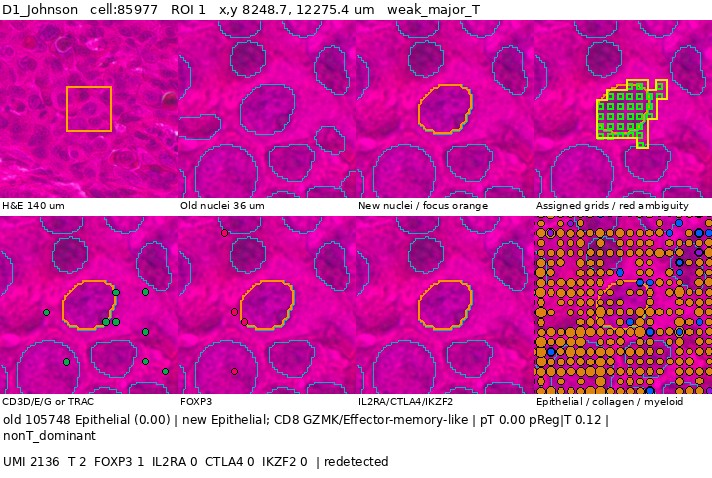 D1_Johnson cell:85977 ROI 1 x,y 8248.7, 12275.4 um weak_major_T
H&E 140 um
Old nuclei 36 um
New nuclei / focus orange
Assigned grids / red ambiguity
CD3D/E/G or TRAC
FOXP3
IL2RA/CTLA4/IKZF2
Epithelial / collagen / myeloid
old 105748 Epithelial (0.00) | new Epithelial; CD8 GZMK/Effector-memory-like | pT 0.00 pReg|T 0.12 |
nonT_dominant
UMI 2136 T 2 FOXP3 1 IL2RA 0 CTLA4 0 IKZF2 0 | redetected